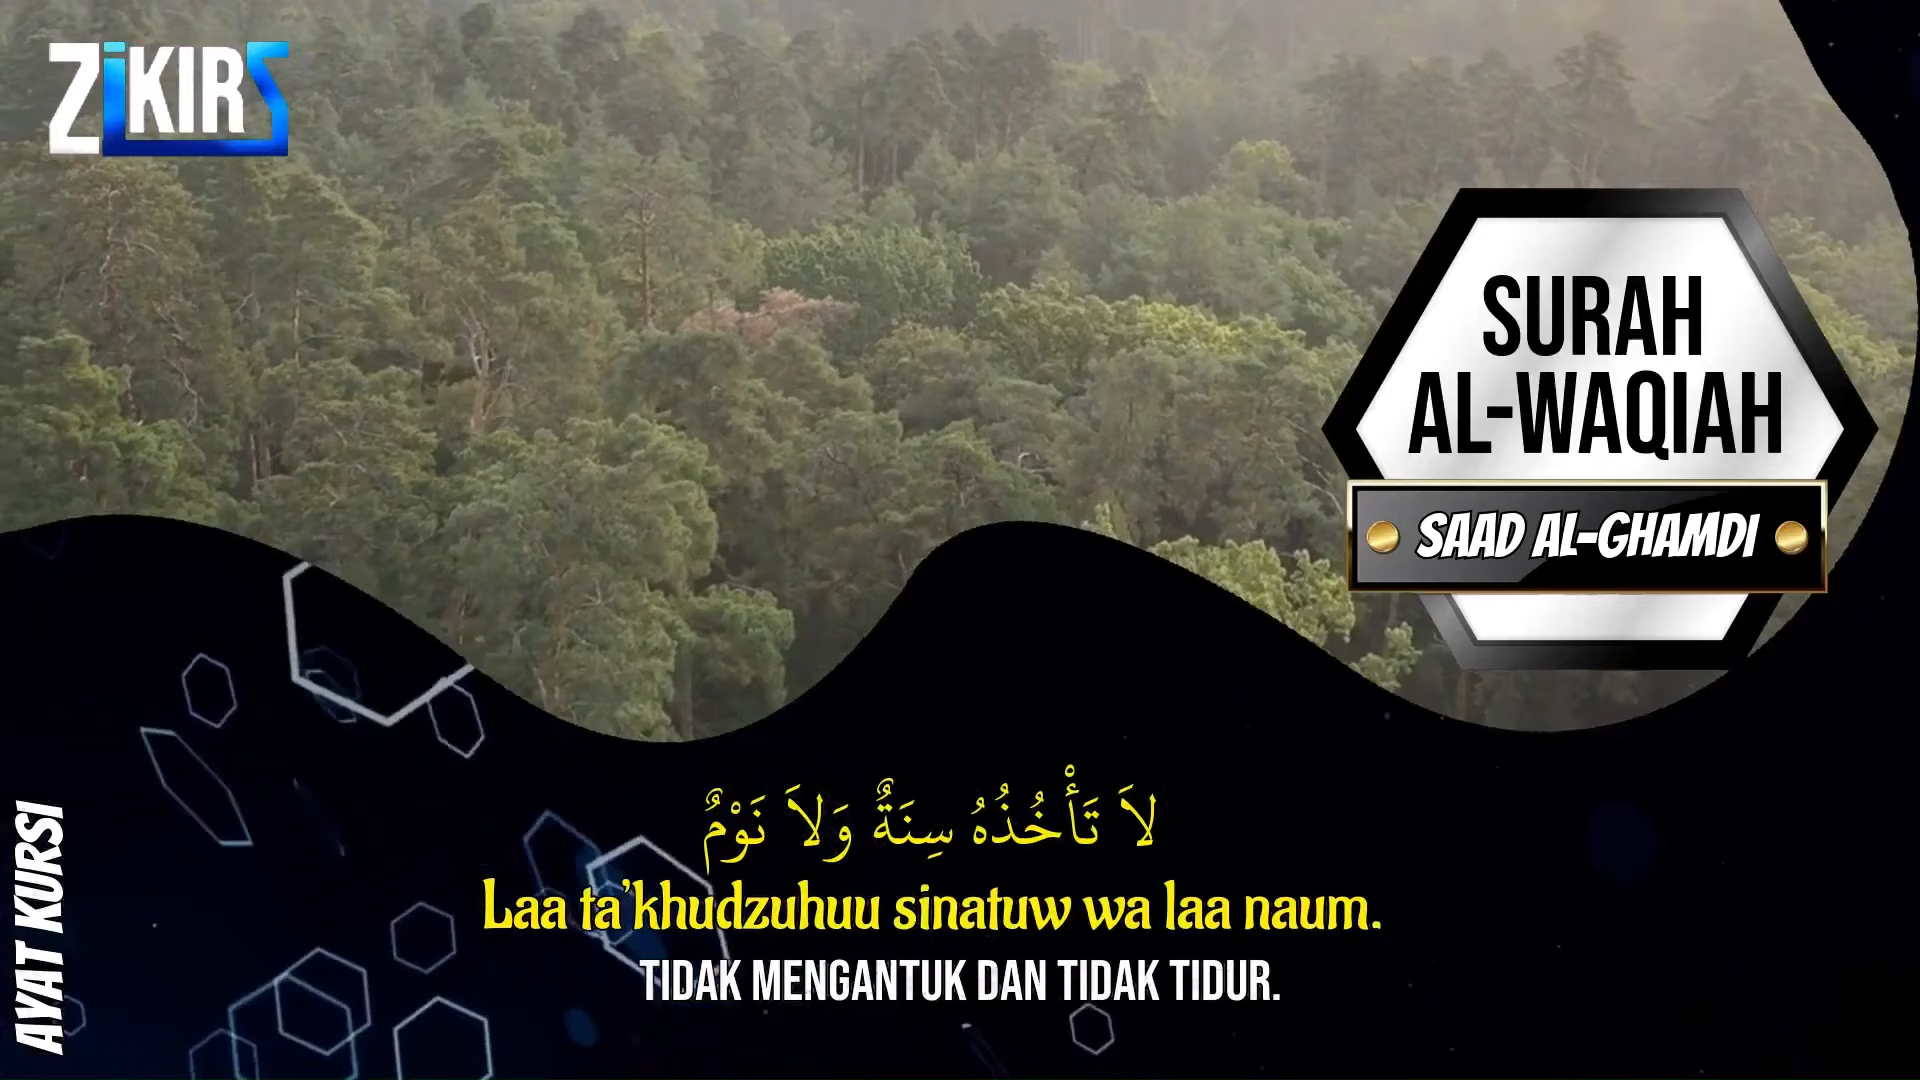 ZIKIRS
SURAH
AL-WAQIAH
SAAD AL-GHAMDI
لاَ تَأْخُذُهُ سِنَةٌ وَلاَ نَوْمٌ
Laa ta'khudzuhuu sinatuw wa laa naum.
TIDAK MENGANTUK DAN TIDAK TIDUR.
AYAT KURSI